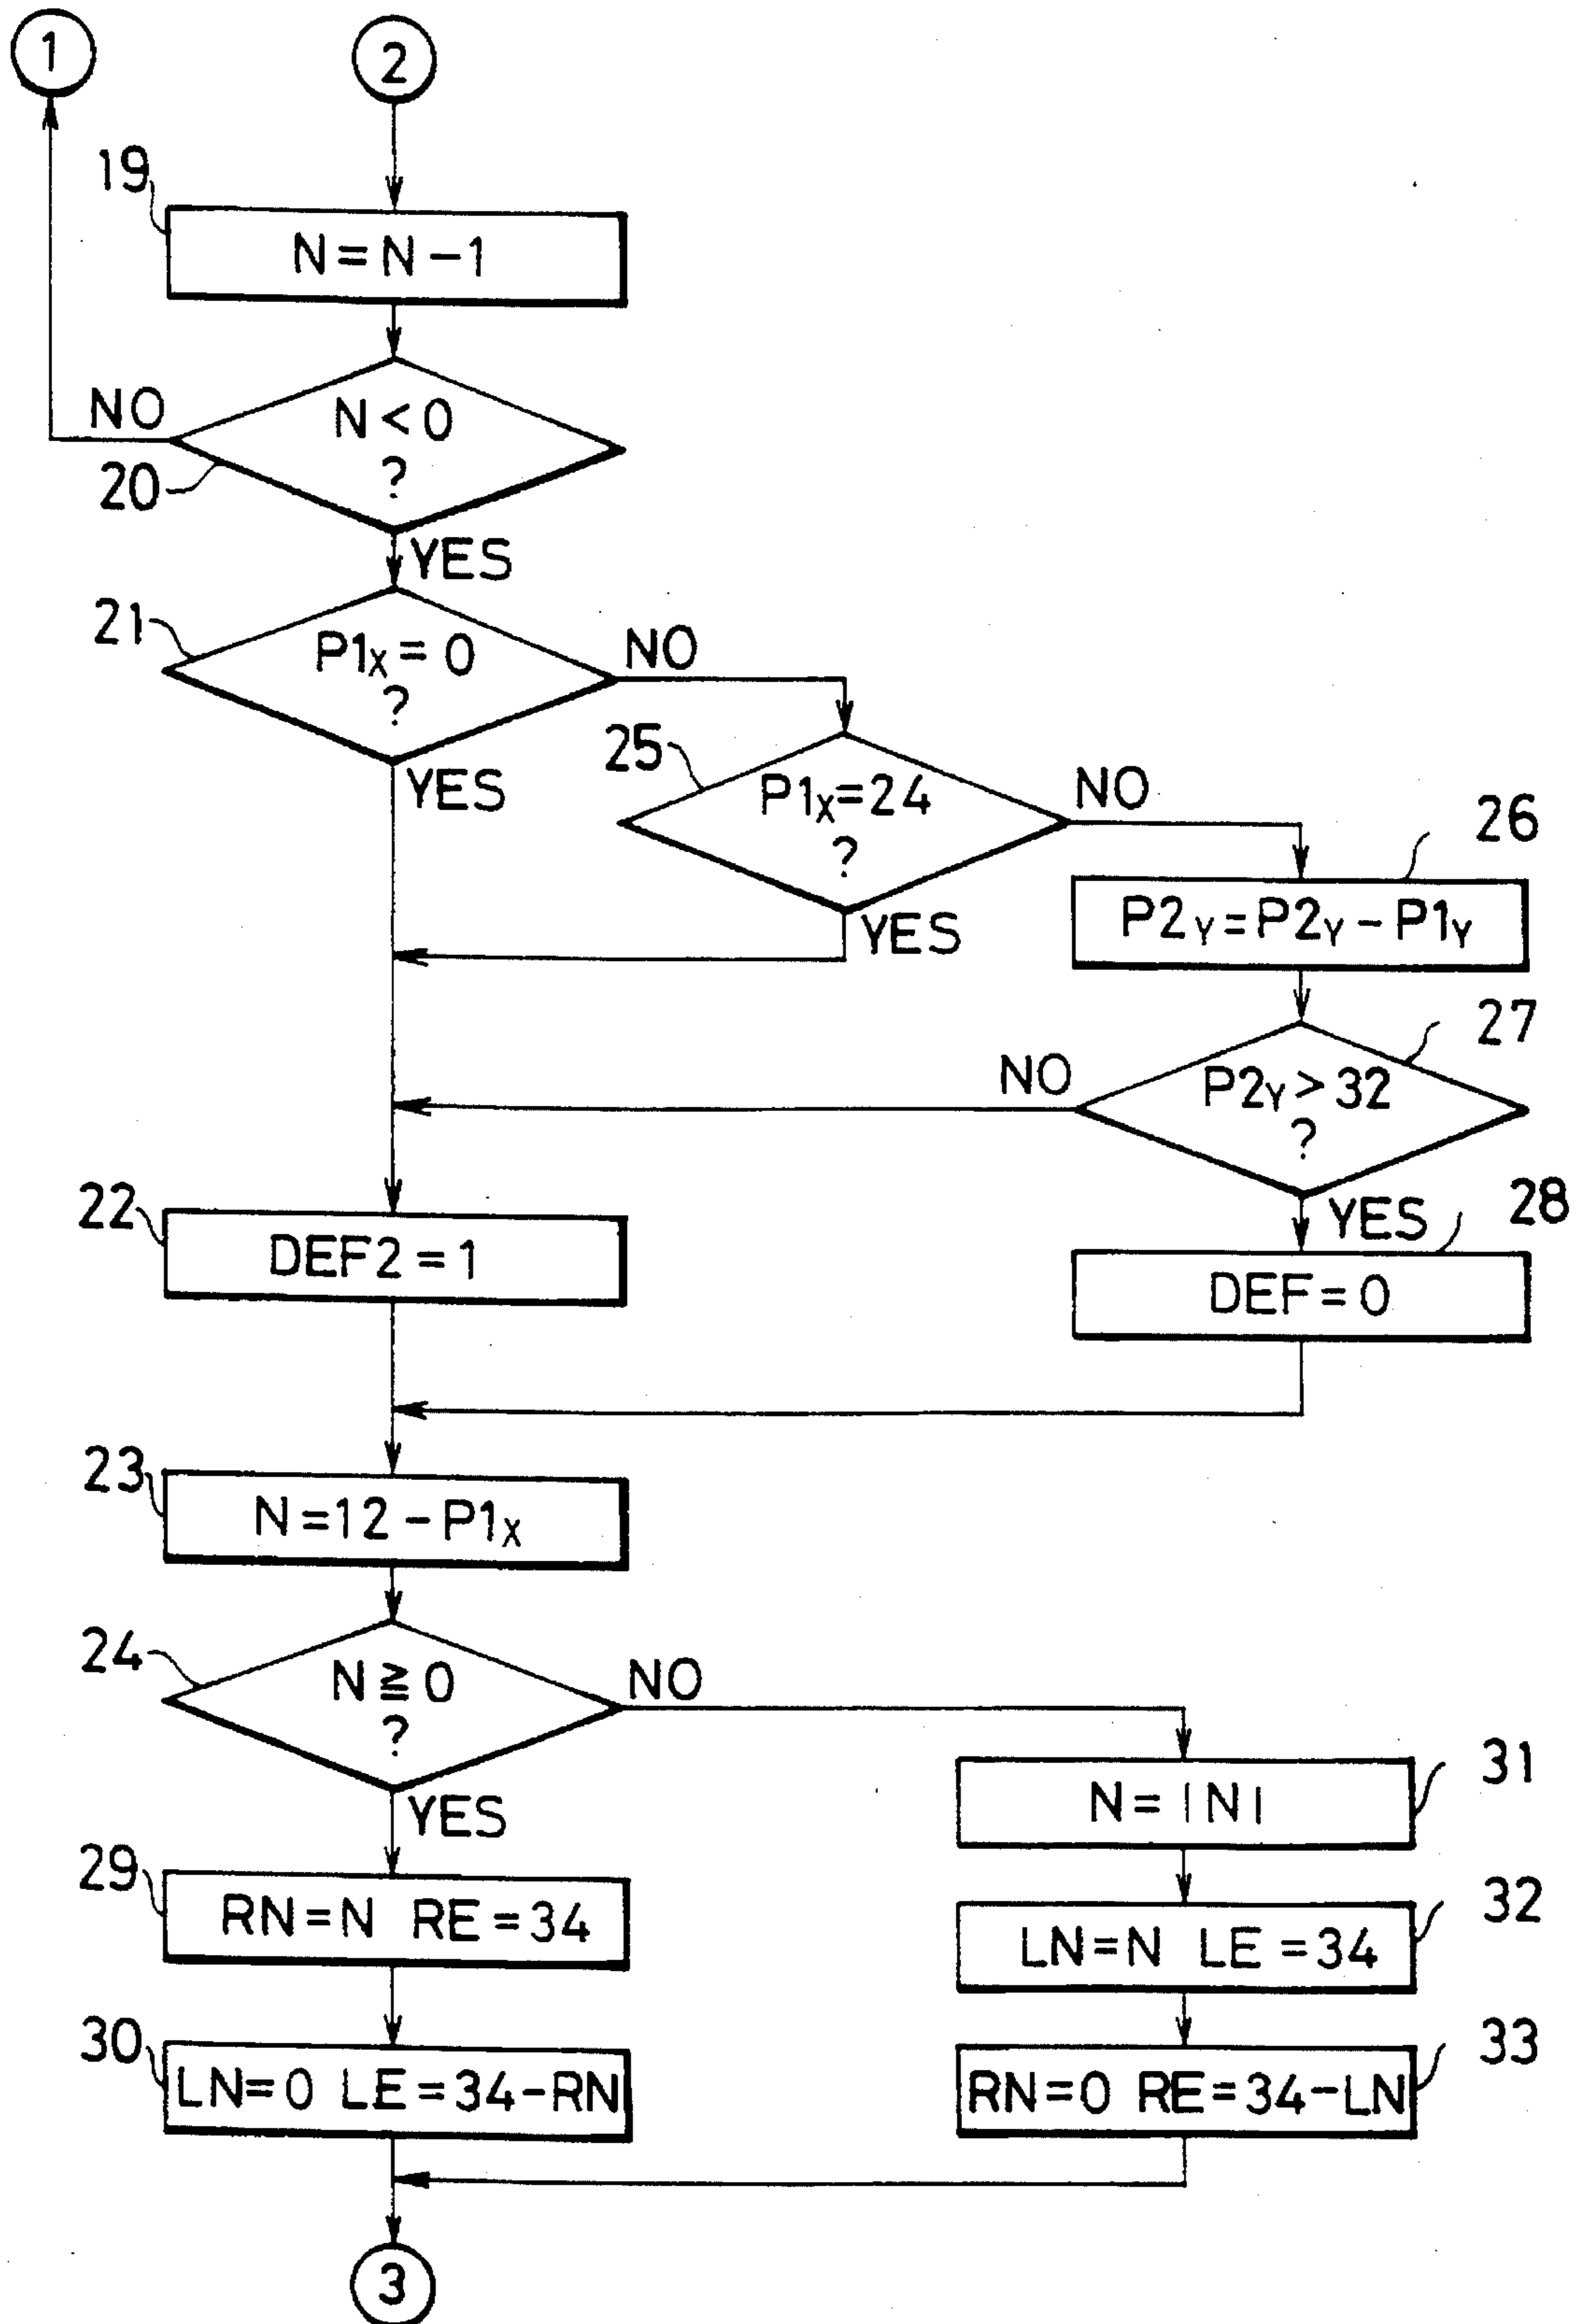 1
2
19
N = N - 1
N < 0
?
NO
20
YES
21
P1x = 0
?
NO
YES
25
P1x = 24
?
NO
YES
26
P2Y = P2Y - P1Y
27
P2Y > 32
?
NO
YES
28
DEF = 0
22
DEF2 = 1
23
N = 12 - P1x
24
N ≧ 0
?
NO
YES
31
N = |N|
29
RN = N RE = 34
32
LN = N LE = 34
30
LN = 0 LE = 34 - RN
33
RN = 0 RE = 34 - LN
3